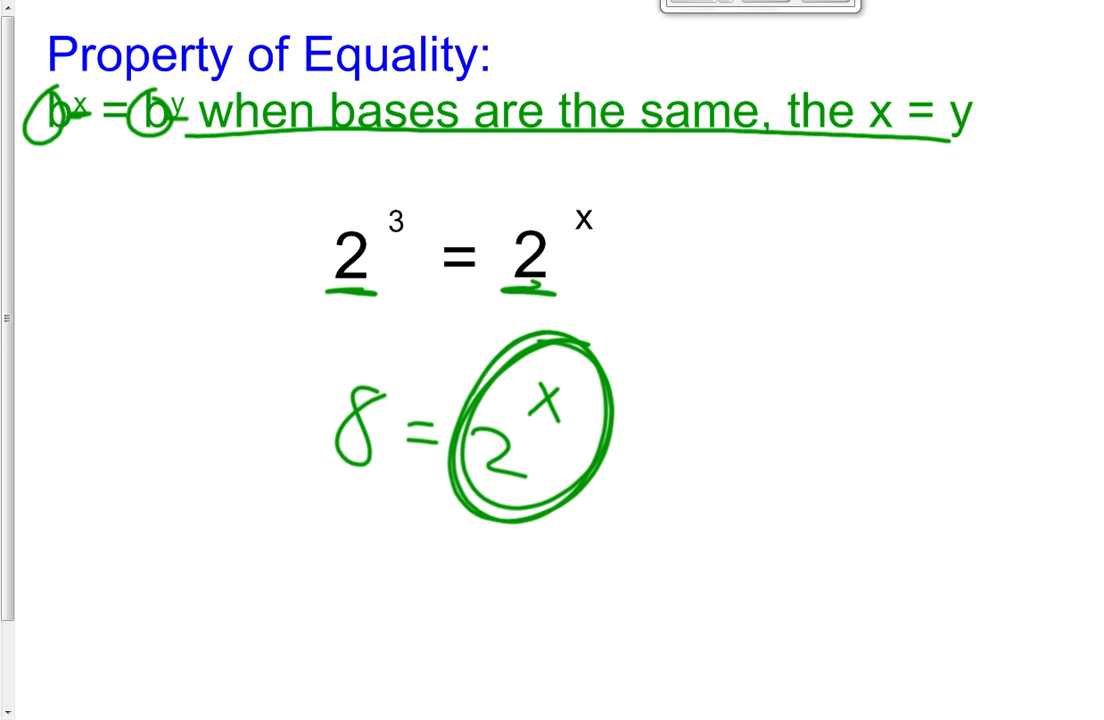 Property of Equality:
b^x = b^y when bases are the same, the x = y
2^3 = 2^x
8 = 2^x